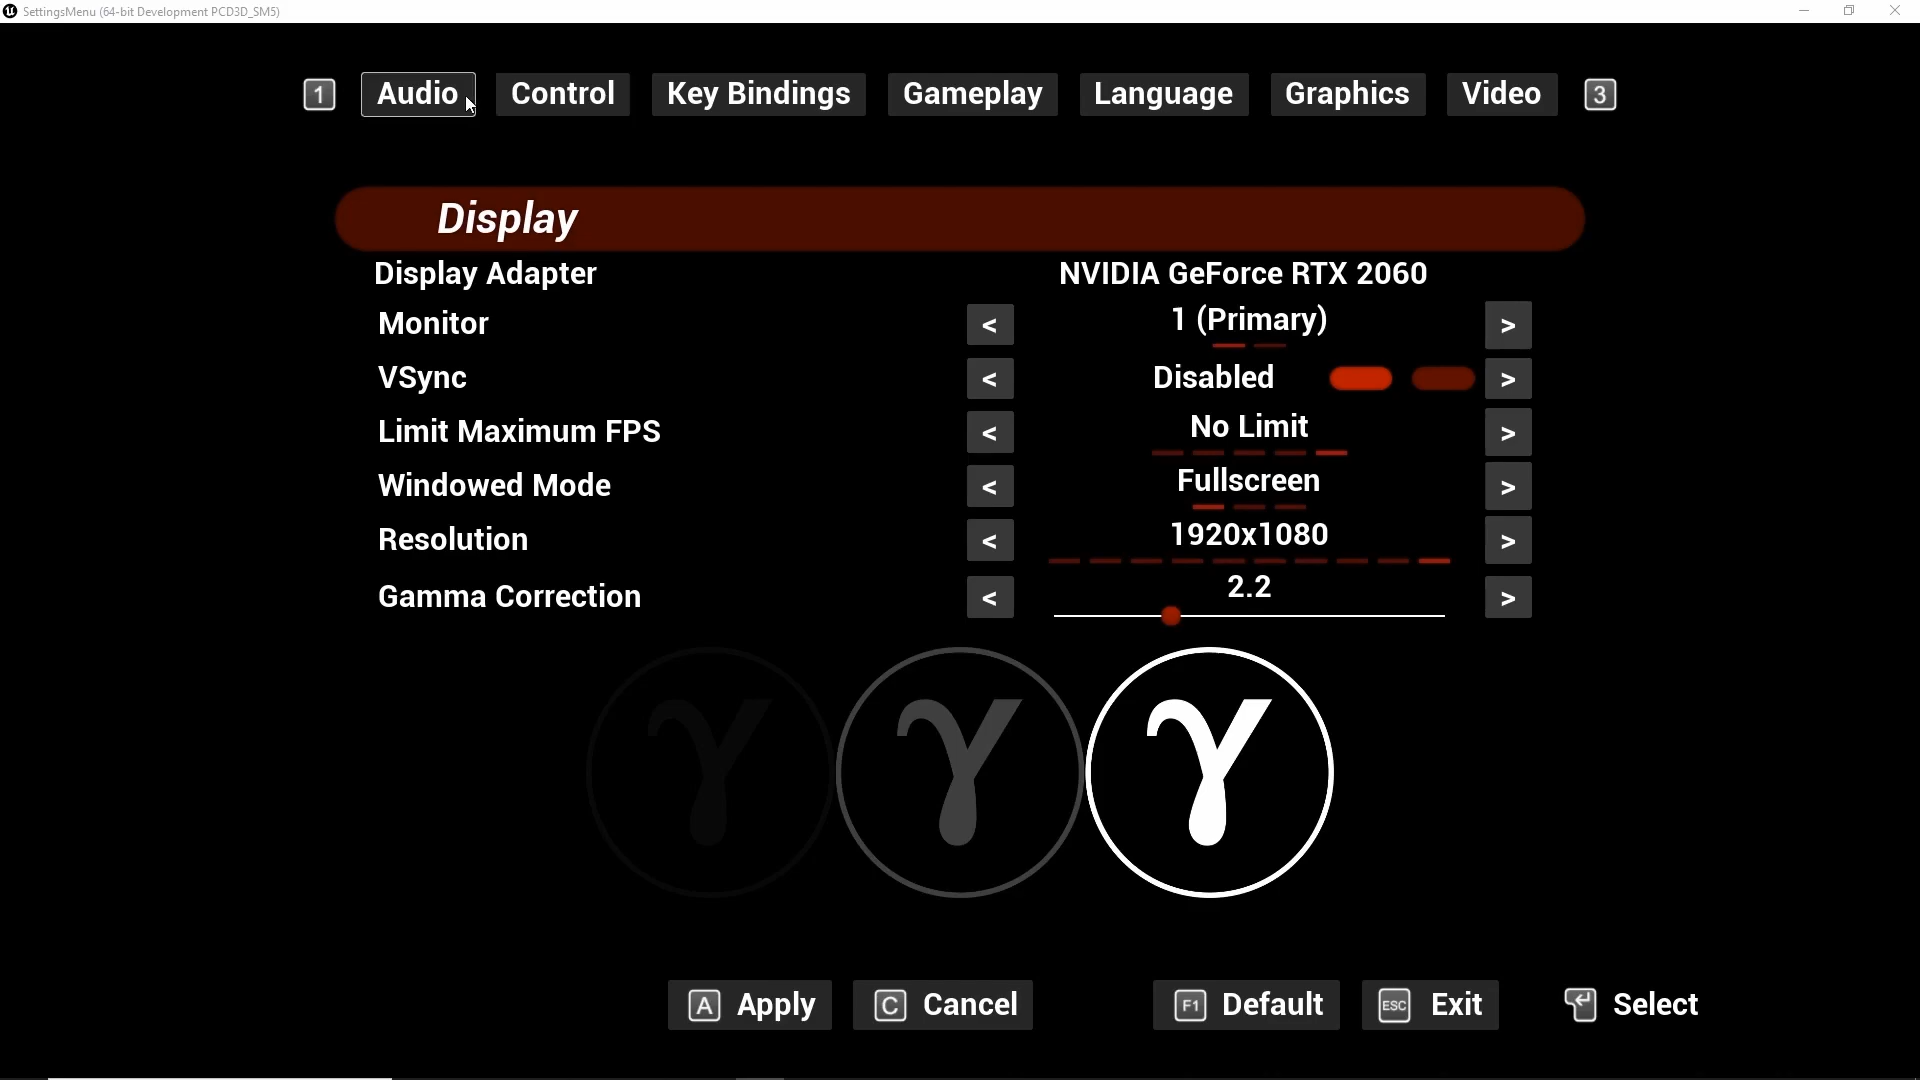 SettingsMenu (64-bit Development PCD3D_SM5)
1 Audio Control Key Bindings Gameplay Language Graphics Video 3
Display
Display Adapter NVIDIA GeForce RTX 2060
Monitor < 1 (Primary) >
VSync < Disabled >
Limit Maximum FPS < No Limit >
Windowed Mode < Fullscreen >
Resolution < 1920x1080 >
Gamma Correction < 2.2 >
γ γ γ
A Apply C Cancel F1 Default ESC Exit Select